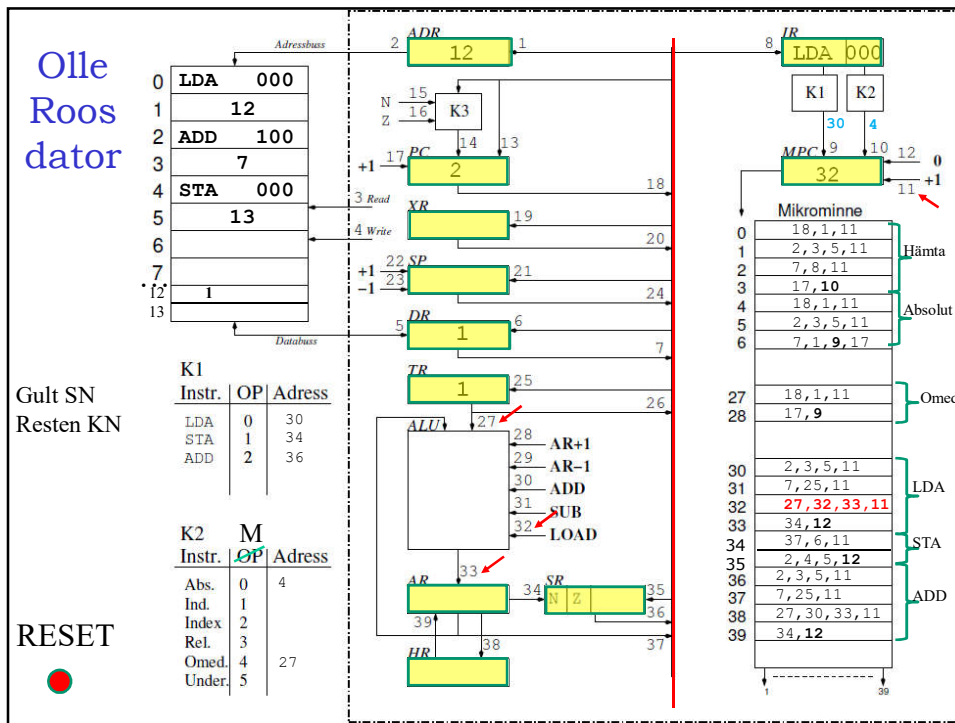 Olle
Roos
dator
Adressbuss
0 LDA 000
1 12
2 ADD 100
3 7
4 STA 000
5 13
6
7
...
12 1
13
Databuss
3 Read
4 Write
2 ADR 1
12
N 15
Z 16
K3
14 13
+1 17 PC
2
18
XR 19
20
+1 22 SP
−1 23 21
24
5 DR 6
1
7
TR 25
1
26
27
ALU
28 AR+1
29 AR−1
30 ADD
31 SUB
32 LOAD
33
AR 34 SR 35
N Z
36
39 38 37
HR
8 IR
LDA 000
K1 K2
30 4
9 10
MPC 12 0
32
11 +1
Mikrominne
0 18,1,11
1 2,3,5,11
2 7,8,11
3 17,10
Hämta
4 18,1,11
5 2,3,5,11
6 7,1,9,17
Absolut
27 18,1,11
28 17,9
Omed
30 2,3,5,11
31 7,25,11
32 27,32,33,11
33 34,12
LDA
34 37,6,11
35 2,4,5,12
STA
36 2,3,5,11
37 7,25,11
38 27,30,33,11
39 34,12
ADD
1 39
Gult SN
Resten KN
K1
Instr. OP Adress
LDA 0 30
STA 1 34
ADD 2 36
K2 M
Instr. OP Adress
Abs. 0 4
Ind. 1
Index 2
Rel. 3
Omed. 4 27
Under. 5
RESET